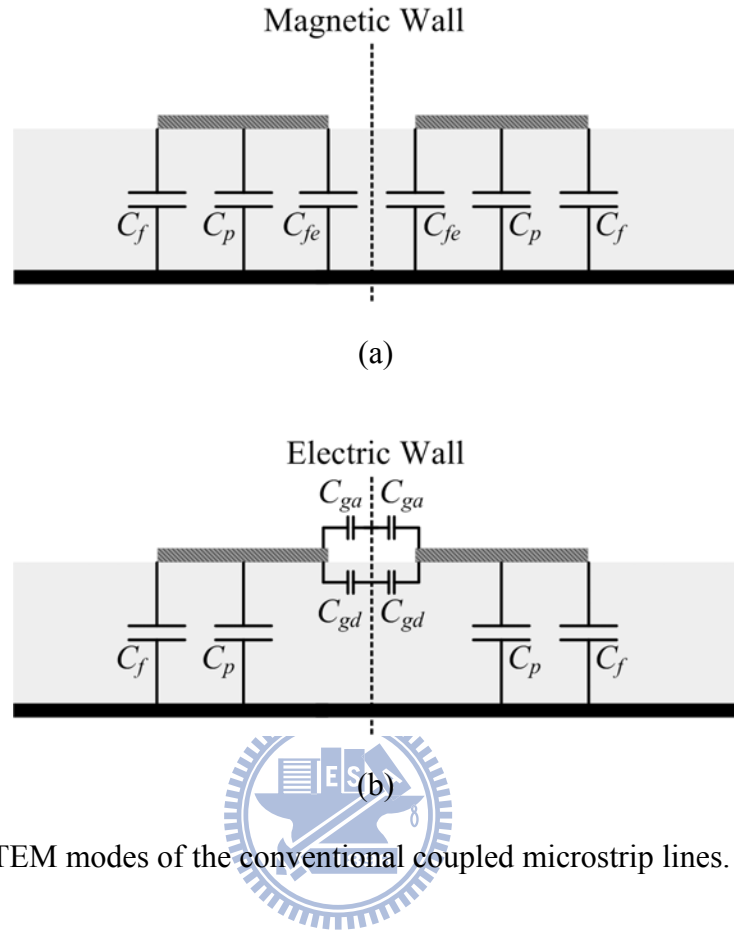 Magnetic Wall
C_f C_p C_fe C_fe C_p C_f
(a)
Electric Wall
C_ga C_ga
C_gd C_gd
C_f C_p C_p C_f
E S
(b)
TEM modes of the conventional coupled microstrip lines.